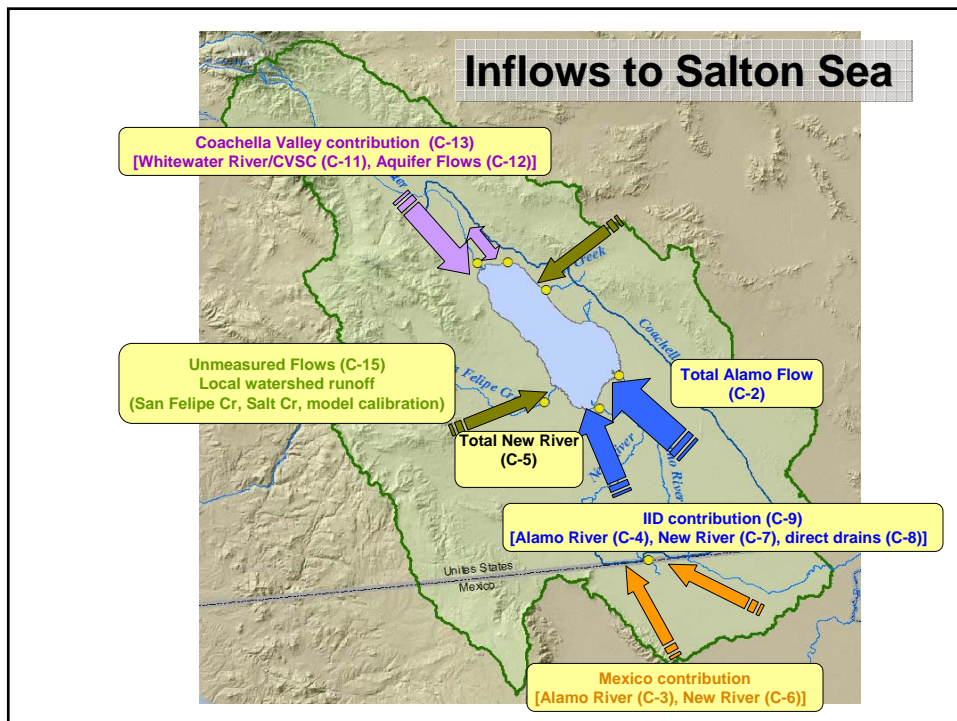 Inflows to Salton Sea
Coachella Valley contribution (C-13)
[Whitewater River/CVSC (C-11), Aquifer Flows (C-12)]
Creek
Coachella
Unmeasured Flows (C-15)
Local watershed runoff
(San Felipe Cr, Salt Cr, model calibration)
Felipe Cr
Total Alamo Flow
(C-2)
Total New River
(C-5)
River
River
IID contribution (C-9)
[Alamo River (C-4), New River (C-7), direct drains (C-8)]
United States
Mexico
Mexico contribution
[Alamo River (C-3), New River (C-6)]